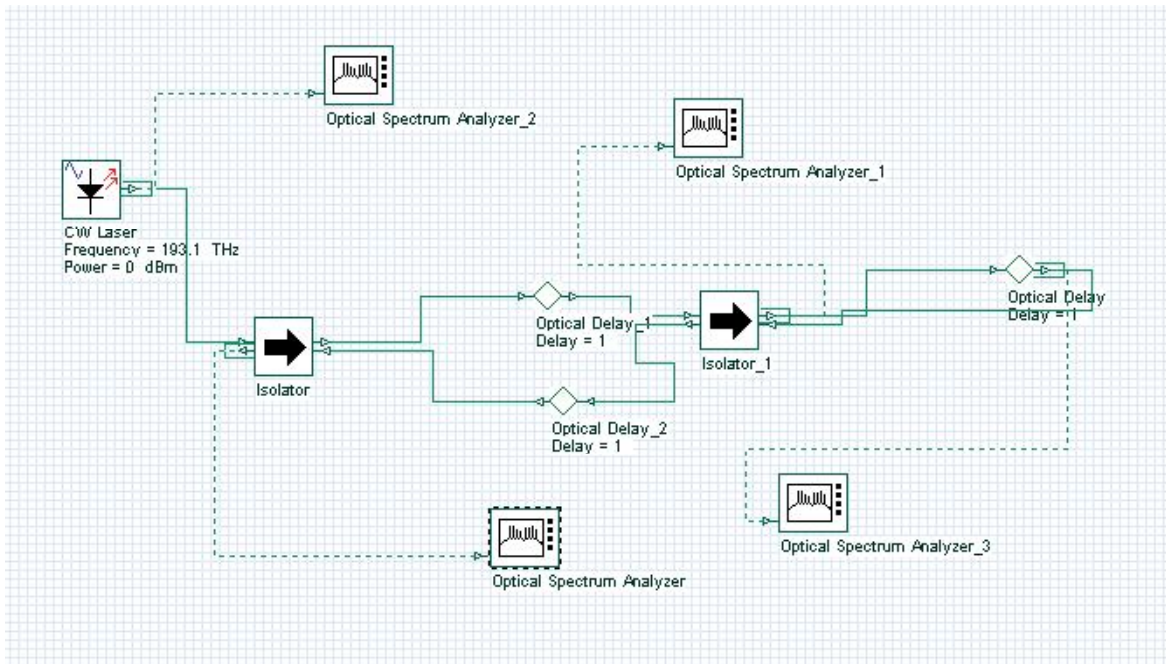 Optical Spectrum Analyzer_2
Optical Spectrum Analyzer_1
CW Laser
Frequency = 193.1 THz
Power = 0 dBm
Optical Delay
Delay = 1
Optical Delay_1
Delay = 1
Isolator_1
Isolator
Optical Delay_2
Delay = 1
Optical Spectrum Analyzer_3
Optical Spectrum Analyzer